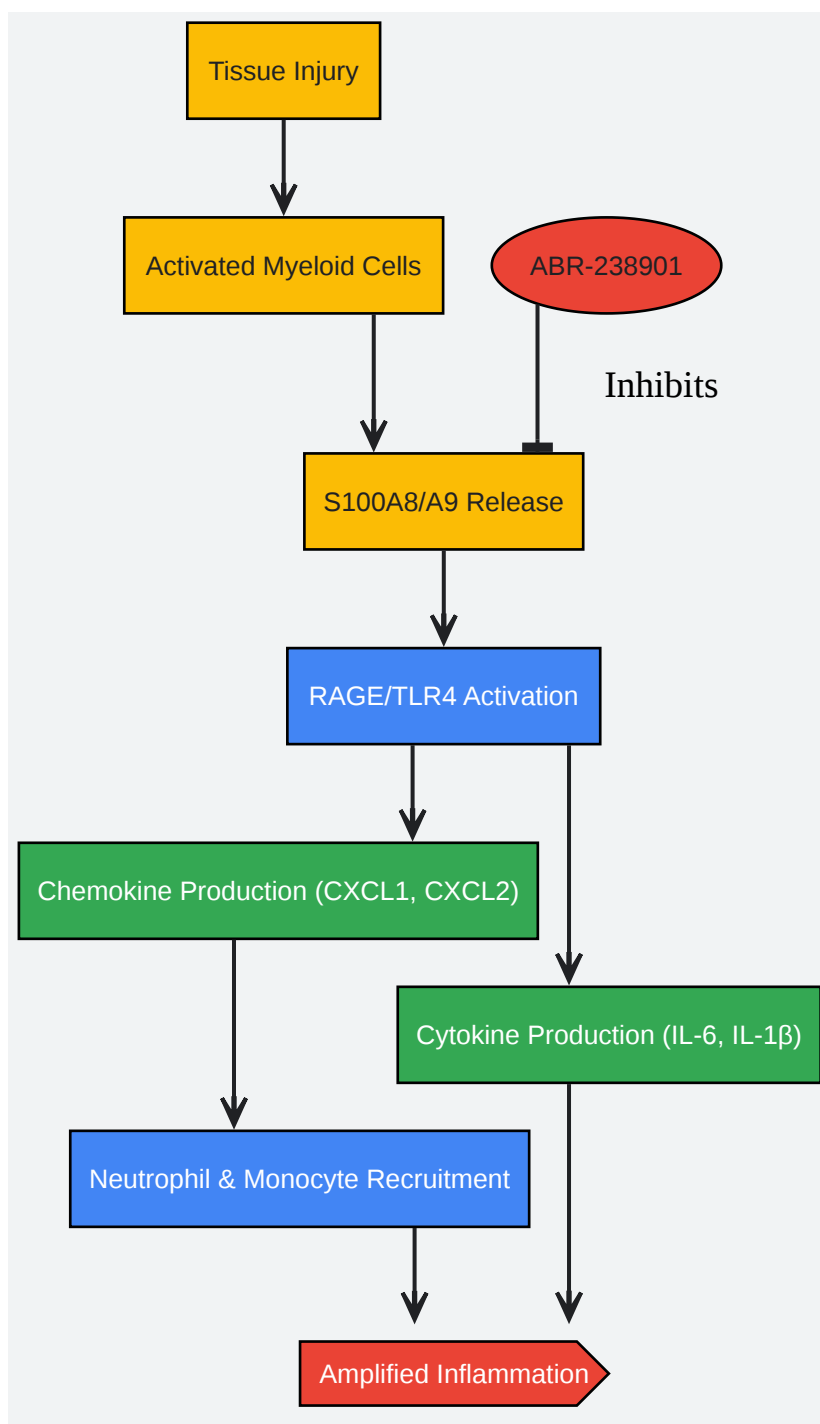 Tissue Injury
Activated Myeloid Cells
ABR-238901
Inhibits
S100A8/A9 Release
RAGE/TLR4 Activation
Chemokine Production (CXCL1, CXCL2)
Cytokine Production (IL-6, IL-1β)
Neutrophil & Monocyte Recruitment
Amplified Inflammation